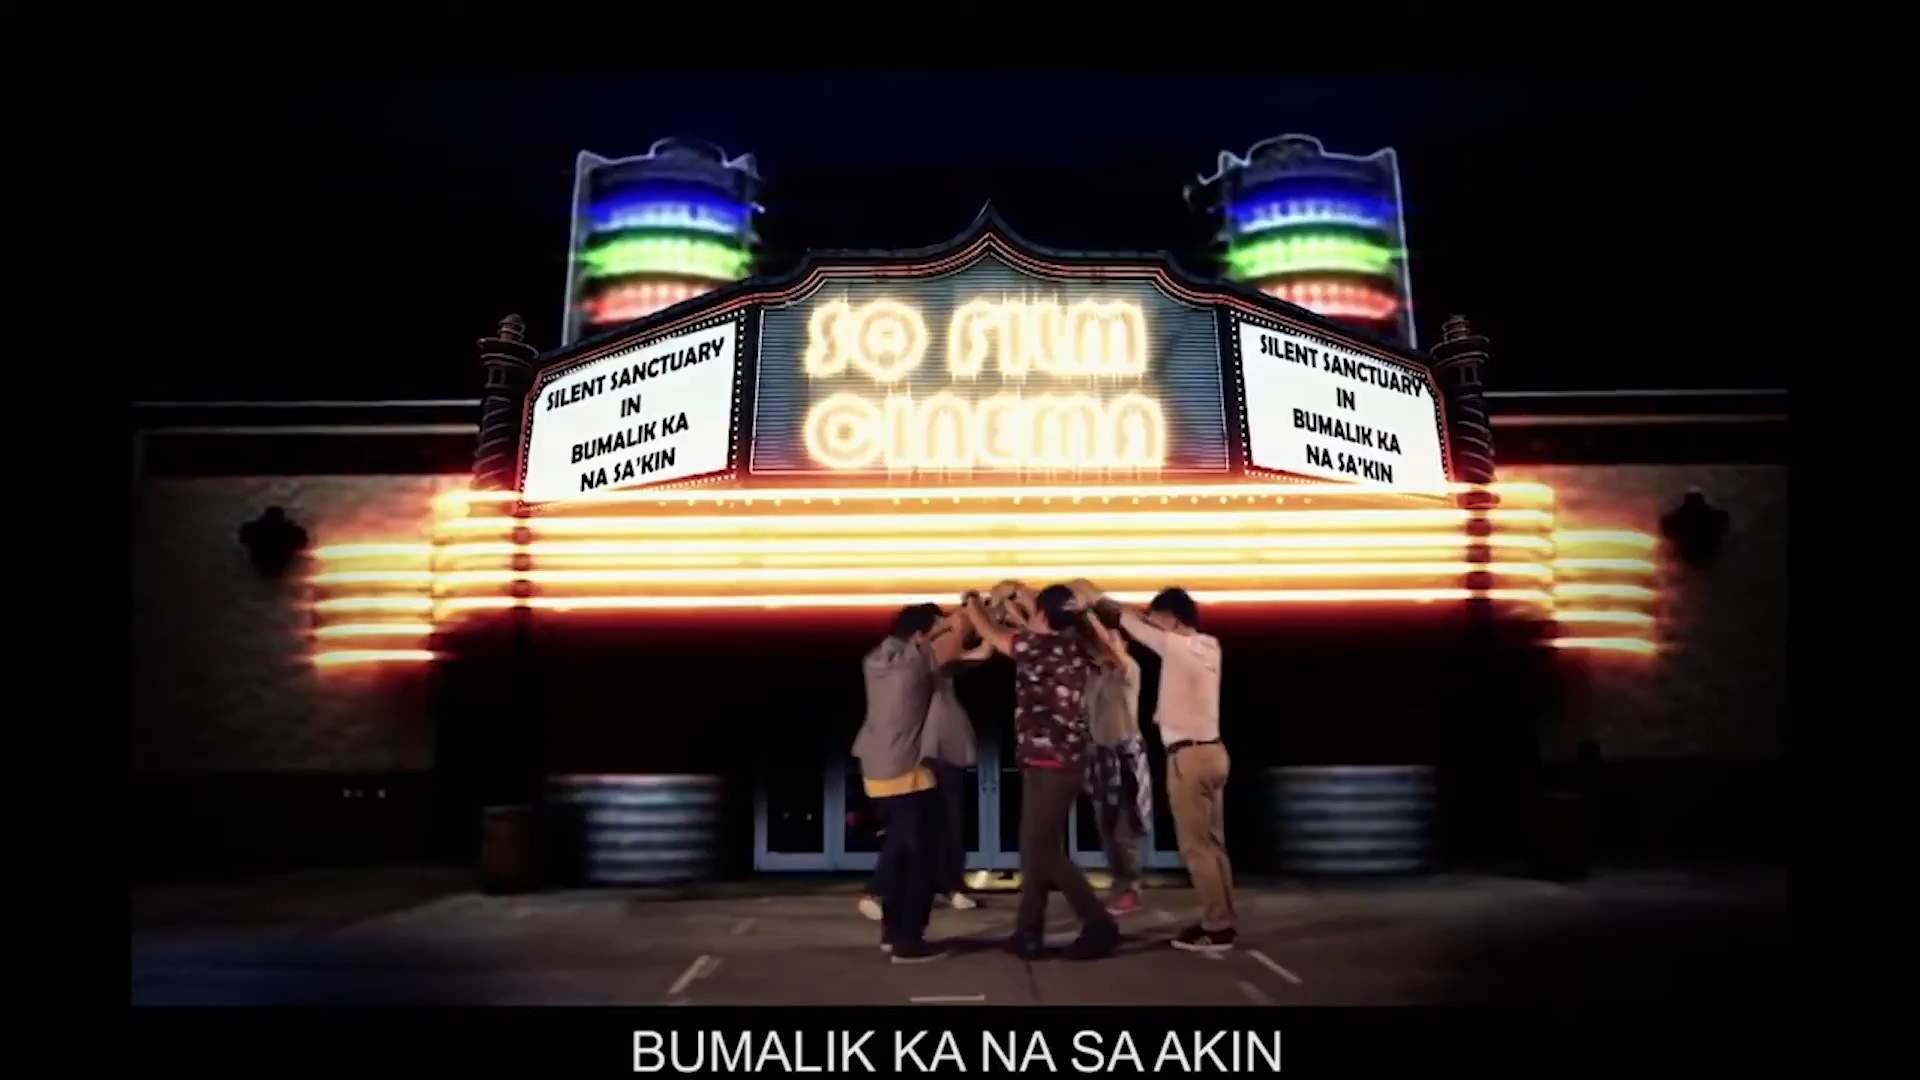 SO FILM
CINEMA
SILENT SANCTUARY
IN
BUMALIK KA
NA SA'KIN
SILENT SANCTUARY
IN
BUMALIK KA
NA SA'KIN
BUMALIK KA NA SA AKIN